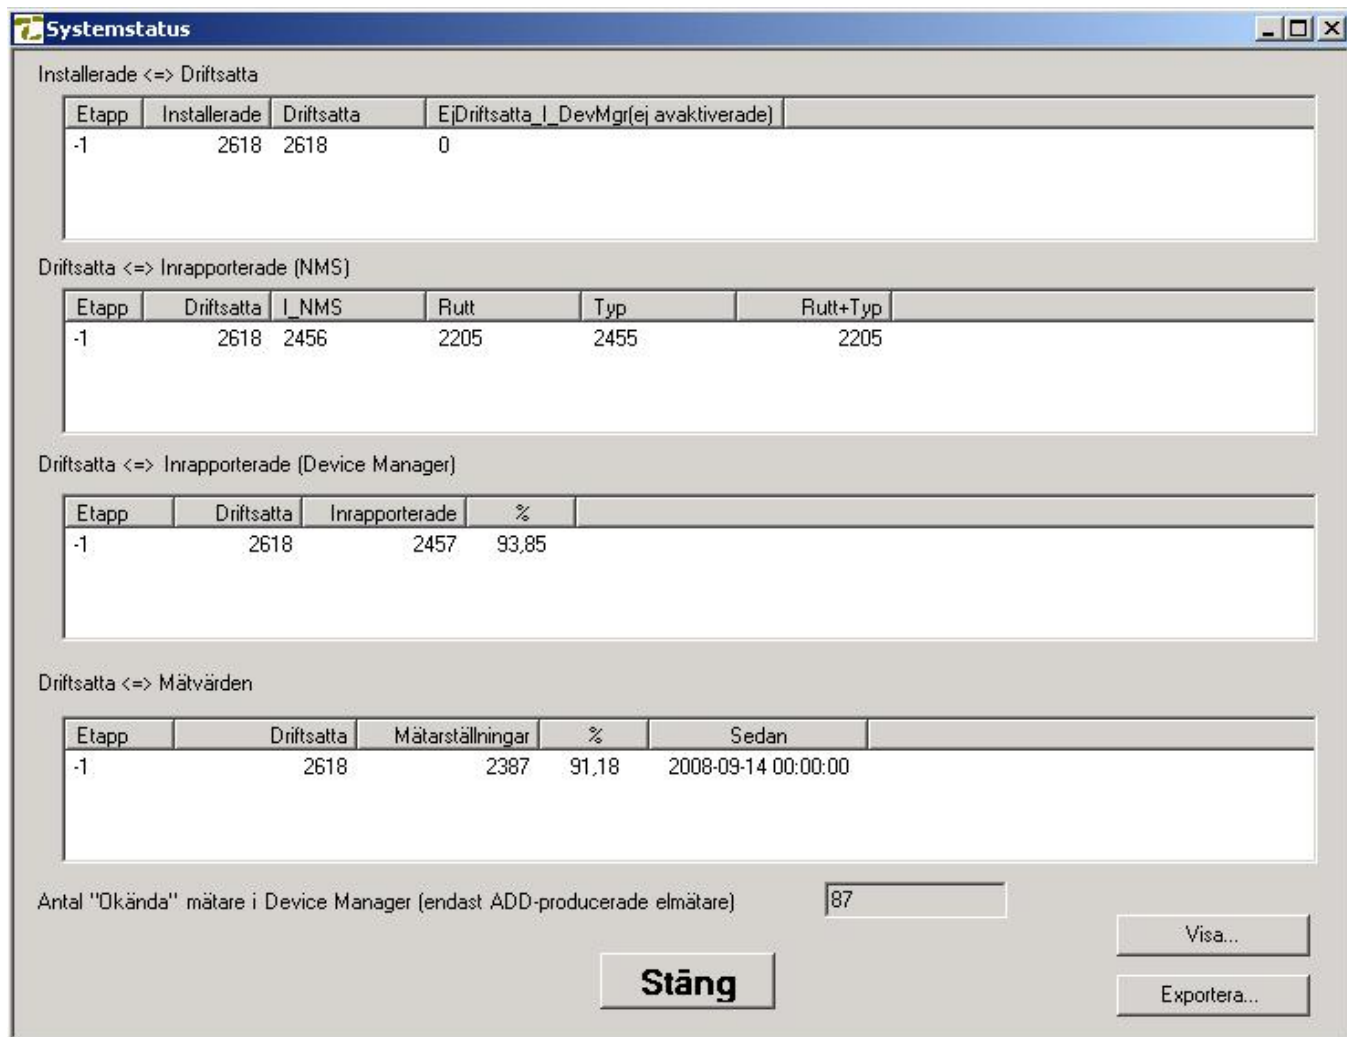 Systemstatus
Installerade <=> Driftsatta
Etapp Installerade Driftsatta EjDriftsatta_I_DevMgr(ej avaktiverade)
-1 2618 2618 0
Driftsatta <=> Inrapporterade (NMS)
Etapp Driftsatta I_NMS Rutt Typ Rutt+Typ
-1 2618 2456 2205 2455 2205
Driftsatta <=> Inrapporterade (Device Manager)
Etapp Driftsatta Inrapporterade %
-1 2618 2457 93,85
Driftsatta <=> Mätvärden
Etapp Driftsatta Mätarställningar % Sedan
-1 2618 2387 91,18 2008-09-14 00:00:00
Antal "Okända" mätare i Device Manager (endast ADD-producerade elmätare) 87
Visa...
Stäng
Exportera...